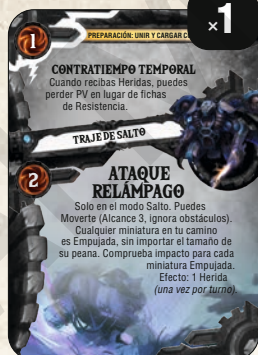 ×1
1
PREPARACIÓN: UNIR Y CARGAR
CONTRATIEMPO TEMPORAL
Cuando recibas Heridas, puedes
perder PV en lugar de fichas
de Resistencia.
TRAJE DE SALTO
2
ATAQUE
RELÁMPAGO
Solo en el modo Salto. Puedes
Moverte (Alcance 3, ignora obstáculos).
Cualquier miniatura en tu camino
es Empujada, sin importar el tamaño de
su peana. Comprueba impacto para cada
miniatura Empujada.
Efecto: 1 Herida
(una vez por turno).